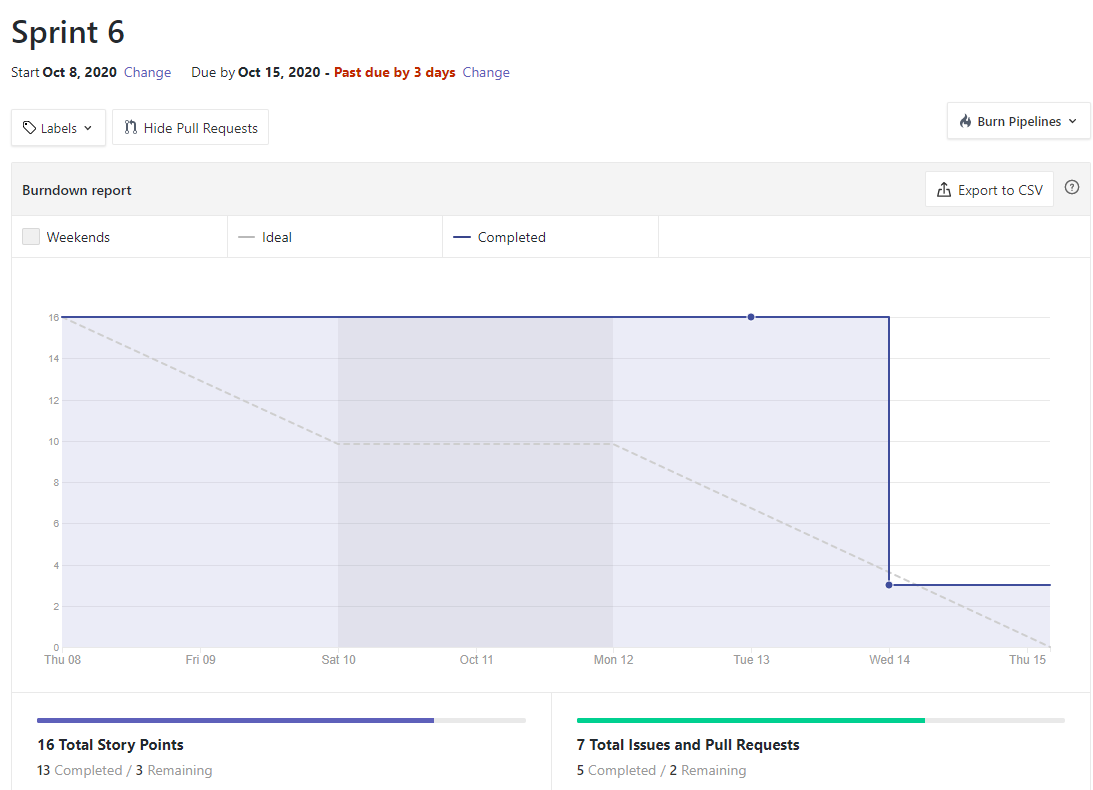 Sprint 6
Start Oct 8, 2020 Change Due by Oct 15, 2020 - Past due by 3 days Change
Labels Hide Pull Requests Burn Pipelines
Burndown report Export to CSV ?
Weekends Ideal Completed
16
14
12
10
8
6
4
2
0
Thu 08 Fri 09 Sat 10 Oct 11 Mon 12 Tue 13 Wed 14 Thu 15
16 Total Story Points
13 Completed / 3 Remaining
7 Total Issues and Pull Requests
5 Completed / 2 Remaining